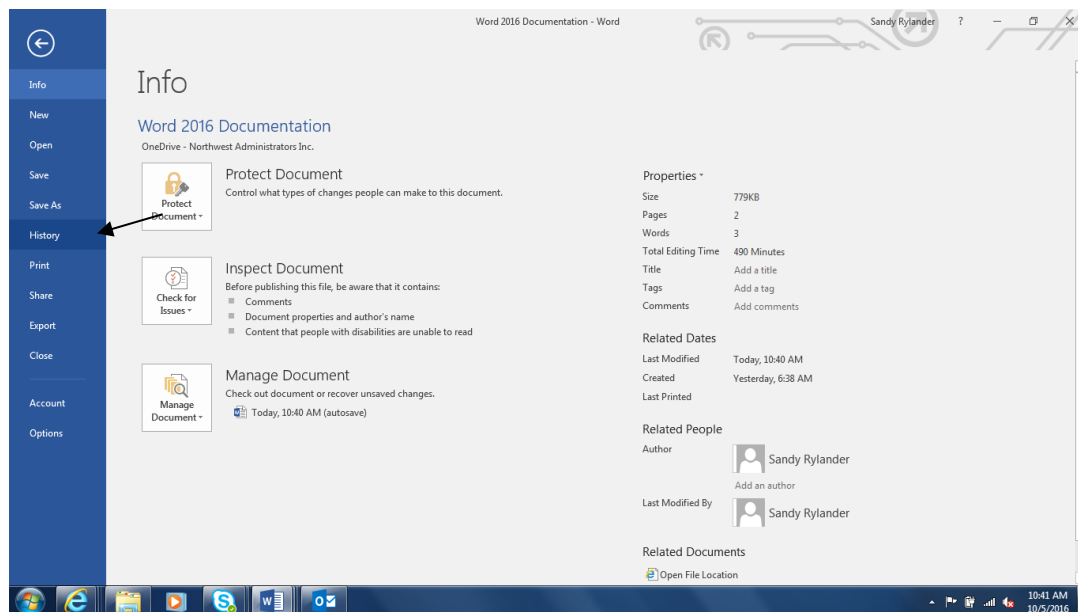 Word 2016 Documentation - Word
Sandy Rylander
?
Info
New
Open
Save
Save As
History
Print
Share
Export
Close
Account
Options
Info
Word 2016 Documentation
OneDrive - Northwest Administrators Inc.
Protect Document
Protect Document
Control what types of changes people can make to this document.
Check for Issues
Inspect Document
Before publishing this file, be aware that it contains:
Comments
Document properties and author's name
Content that people with disabilities are unable to read
Manage Document
Manage Document
Check out document or recover unsaved changes.
Today, 10:40 AM (autosave)
Properties
Size 779KB
Pages 2
Words 3
Total Editing Time 490 Minutes
Title Add a title
Tags Add a tag
Comments Add comments
Related Dates
Last Modified Today, 10:40 AM
Created Yesterday, 6:38 AM
Last Printed
Related People
Author Sandy Rylander
Add an author
Last Modified By Sandy Rylander
Related Documents
Open File Location
10:41 AM
10/5/2016